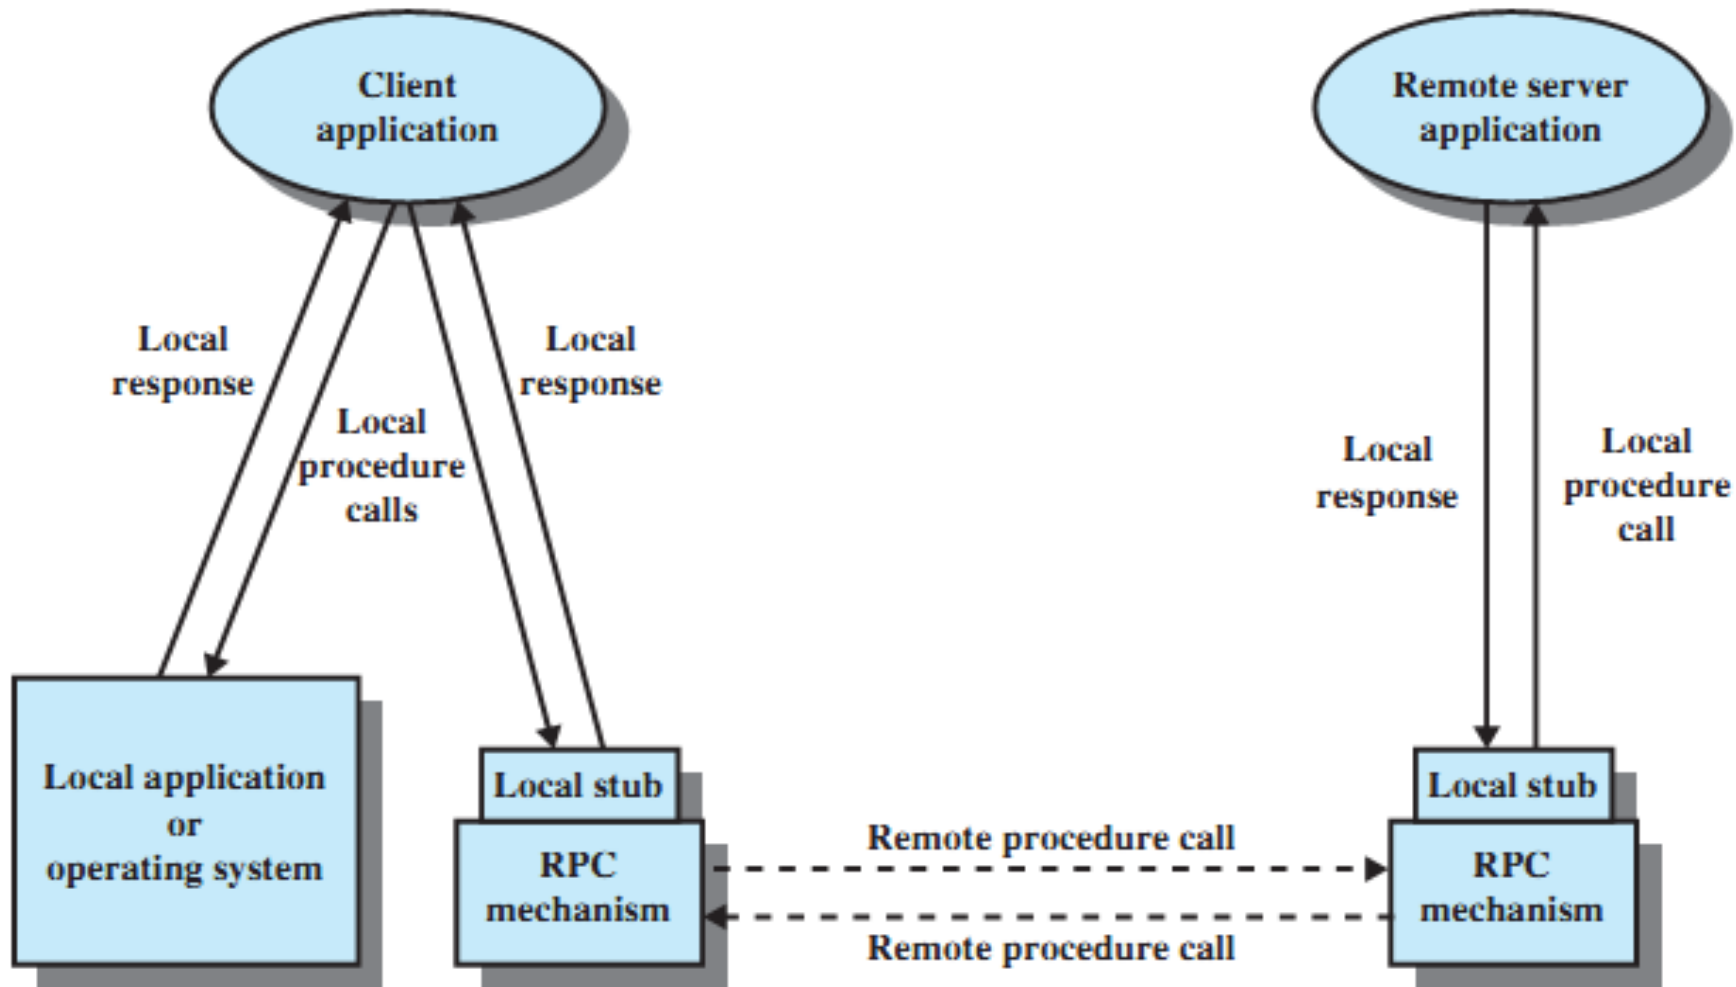 Client
application
Remote server
application
Local
response
Local
procedure
calls
Local
response
Local
response
Local
procedure
call
Local application
or
operating system
Local stub
RPC
mechanism
Remote procedure call
Remote procedure call
Local stub
RPC
mechanism